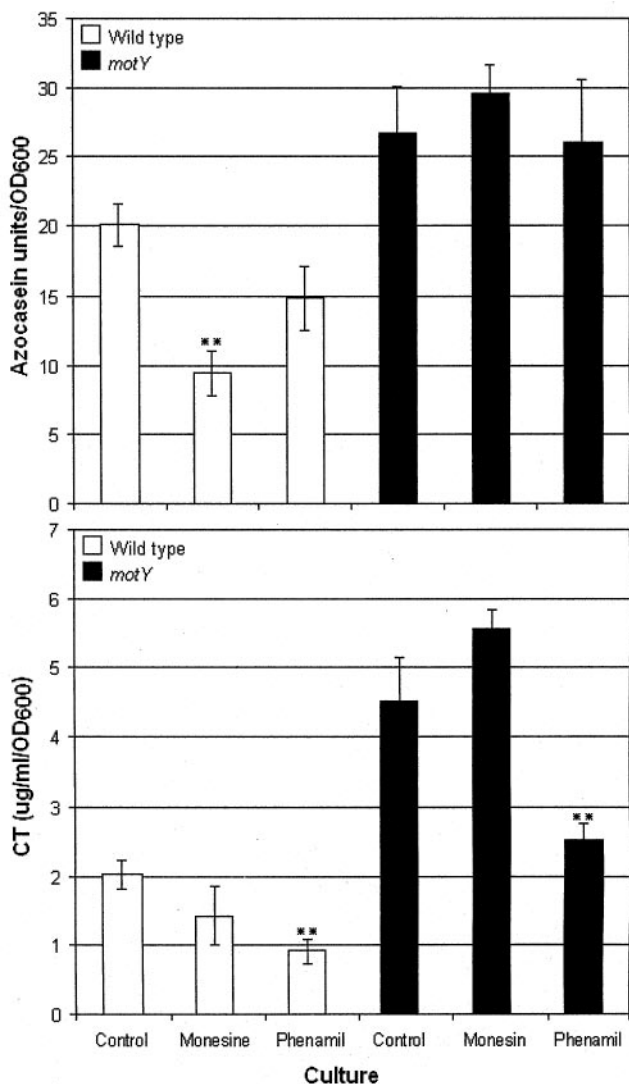 35
30
25
20
15
10
5
0
Azocasein units/OD600
Wild type
motY
**
7
6
5
4
3
2
1
0
CT (ug/ml/OD600)
Wild type
motY
**
**
Control Monesine Phenamil Control Monesin Phenamil
Culture